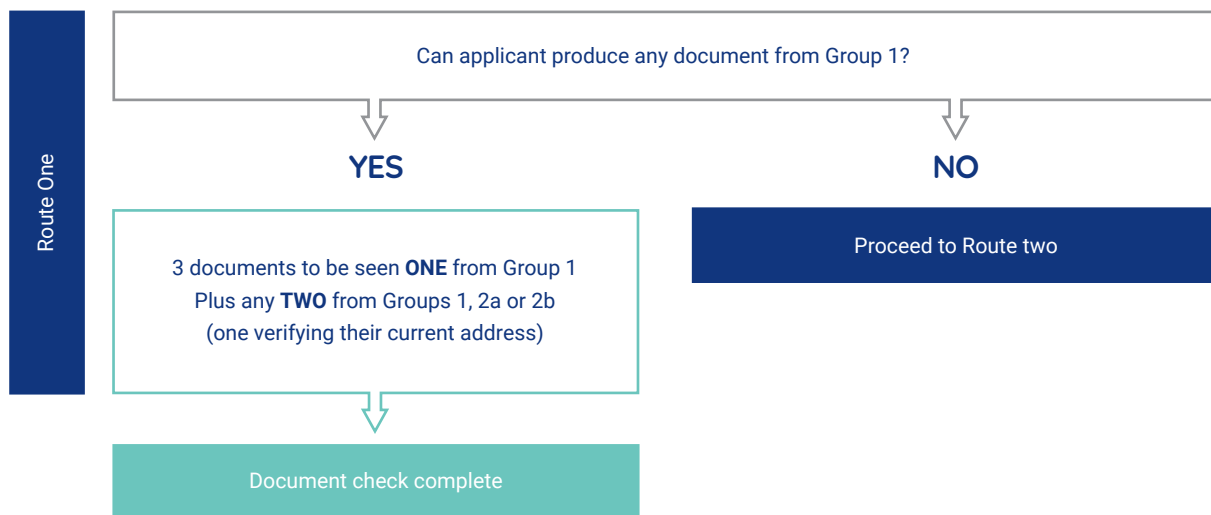 Route One
Can applicant produce any document from Group 1?
YES
NO
3 documents to be seen ONE from Group 1
Plus any TWO from Groups 1, 2a or 2b
(one verifying their current address)
Proceed to Route two
Document check complete